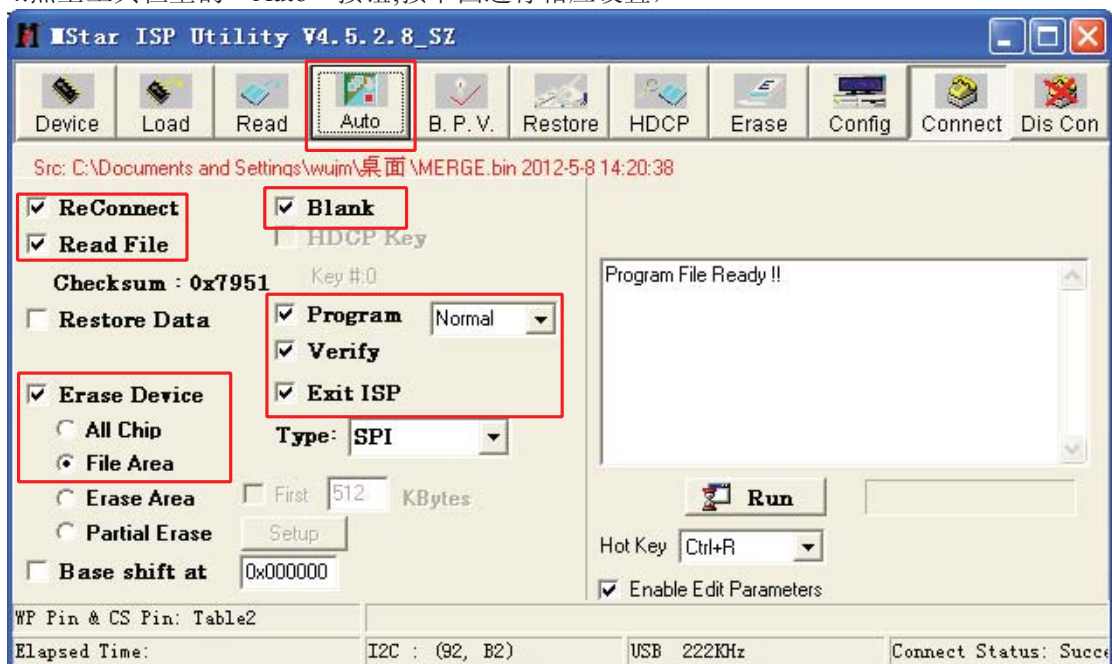 MStar ISP Utility V4.5.2.8_SZ
Device Load Read Auto B.P.V. Restore HDCP Erase Config Connect Dis Con
Src: C:\Documents and Settings\wujm\桌面\MERGE.bin 2012-5-8 14:20:38
ReConnect Blank
Read File HDCP Key
Checksum : 0x7951 Key #:0
Program File Ready !!
Restore Data Program Normal
Verify
Erase Device Exit ISP
All Chip Type: SPI
File Area
Erase Area First 512 KBytes
Run
Partial Erase Setup
Hot Key Ctrl+R
Base shift at 0x000000
Enable Edit Parameters
WP Pin & CS Pin: Table2
Elapsed Time: I2C : (92, B2) USB 222KHz Connect Status: Succe